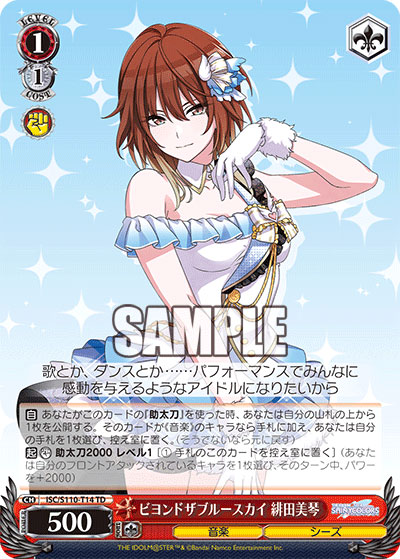 LEVEL
1
1
COST
SAMPLE
歌とか、ダンスとか……パフォーマンスでみんなに
感動を与えるようなアイドルになりたいから
自 あなたがこのカードの「助太刀」を使った時、あなたは自分の山札の上から
1枚を公開する。そのカードが《音楽》のキャラなら手札に加え、あなたは自
分の手札を1枚選び、控え室に置く。(そうでないなら元に戻す)
起 助太刀2000 レベル1 [① 手札のこのカードを控え室に置く] (あなたは
自分のフロントアタックされているキャラを1枚選び、そのターン中、パワー
を+2000)
CH ISC/S110-T14 TD
500
ビヨンドザブルースカイ 緋田美琴
THE IDOLM@STER SHINYCOLORS
音楽 シーズ
THE IDOLM@STER™ & ©Bandai Namco Entertainment Inc.